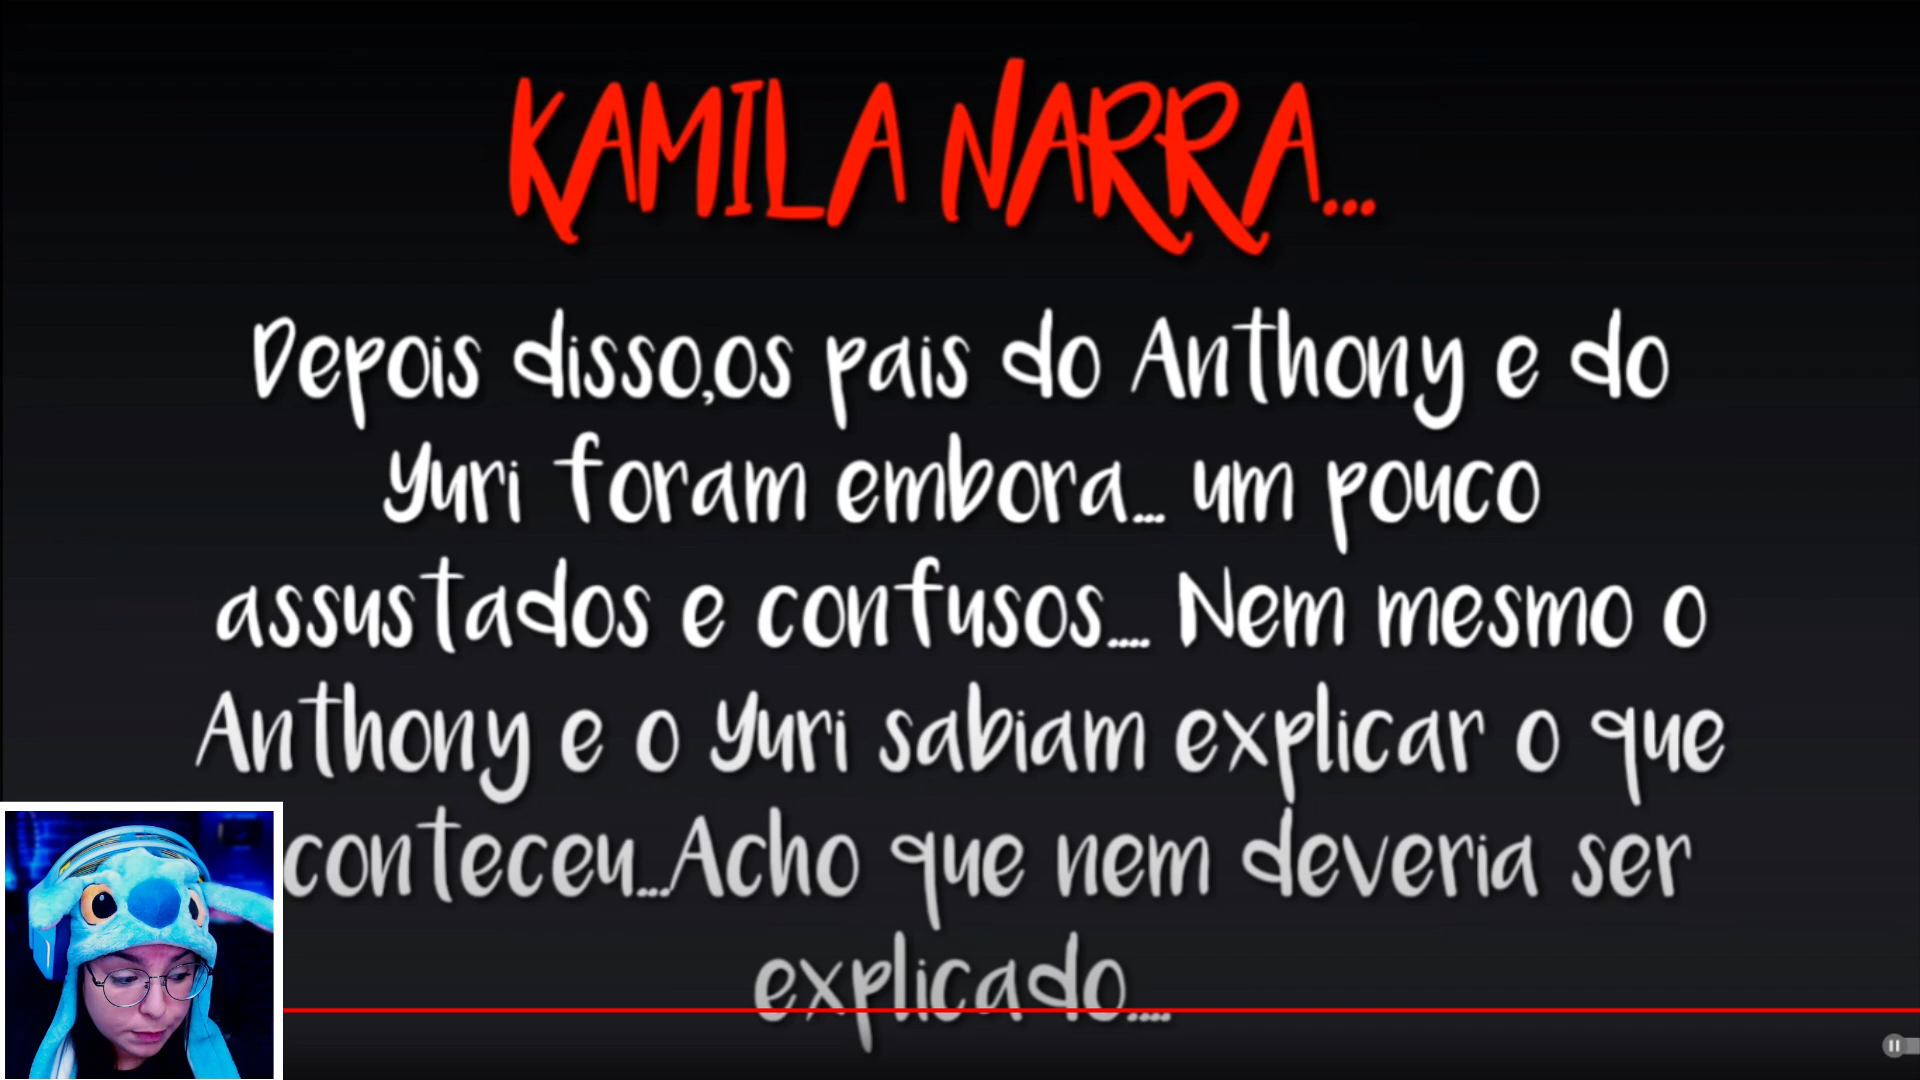 KAMILA NARRA...
Depois disso,os pais do Anthony e do
Yuri foram embora... um pouco
assustados e confusos.... Nem mesmo o
Anthony e o Yuri sabiam explicar o que
conteceu...Acho que nem deveria ser
explicado....